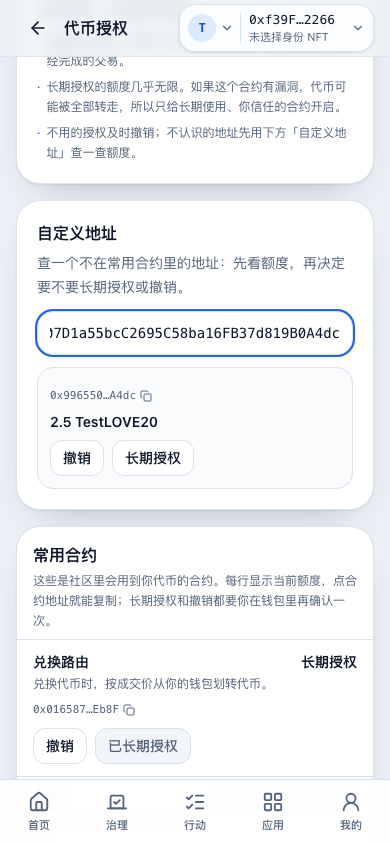 代币授权
T
0xf39F…2266
未选择身份 NFT
经完成的交易。
· 长期授权的额度几乎无限。如果这个合约有漏洞，代币可
能被全部转走，所以只给长期使用、你信任的合约开启。
· 不用的授权及时撤销；不认识的地址先用下方「自定义地
址」查一查额度。
自定义地址
查一个不在常用合约里的地址：先看额度，再决定
要不要长期授权或撤销。
97D1a55bcC2695C58ba16FB37d819B0A4dc
0x996550…A4dc
2.5 TestLOVE20
撤销
长期授权
常用合约
这些是社区里会用到你代币的合约。每行显示当前额度，点合
约地址就能复制；长期授权和撤销都要你在钱包里再确认一
次。
兑换路由
长期授权
兑换代币时，按成交价从你的钱包划转代币。
0x016587…Eb8F
撤销
已长期授权
首页
治理
行动
应用
我的